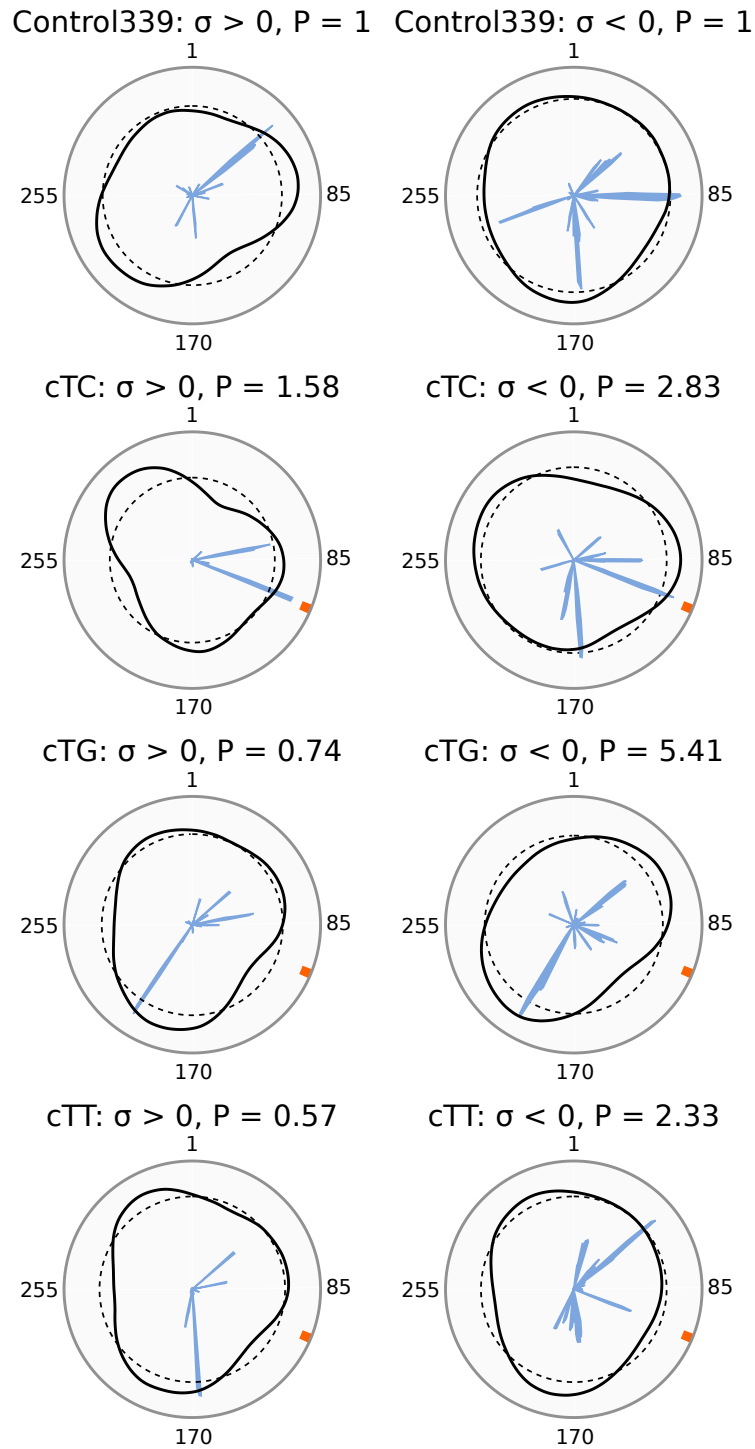 Control339: σ > 0, P = 1 Control339: σ < 0, P = 1
1 1
255 85 255 85
170 170
cTC: σ > 0, P = 1.58 cTC: σ < 0, P = 2.83
1 1
255 85 255 85
170 170
cTG: σ > 0, P = 0.74 cTG: σ < 0, P = 5.41
1 1
255 85 255 85
170 170
cTT: σ > 0, P = 0.57 cTT: σ < 0, P = 2.33
1 1
255 85 255 85
170 170